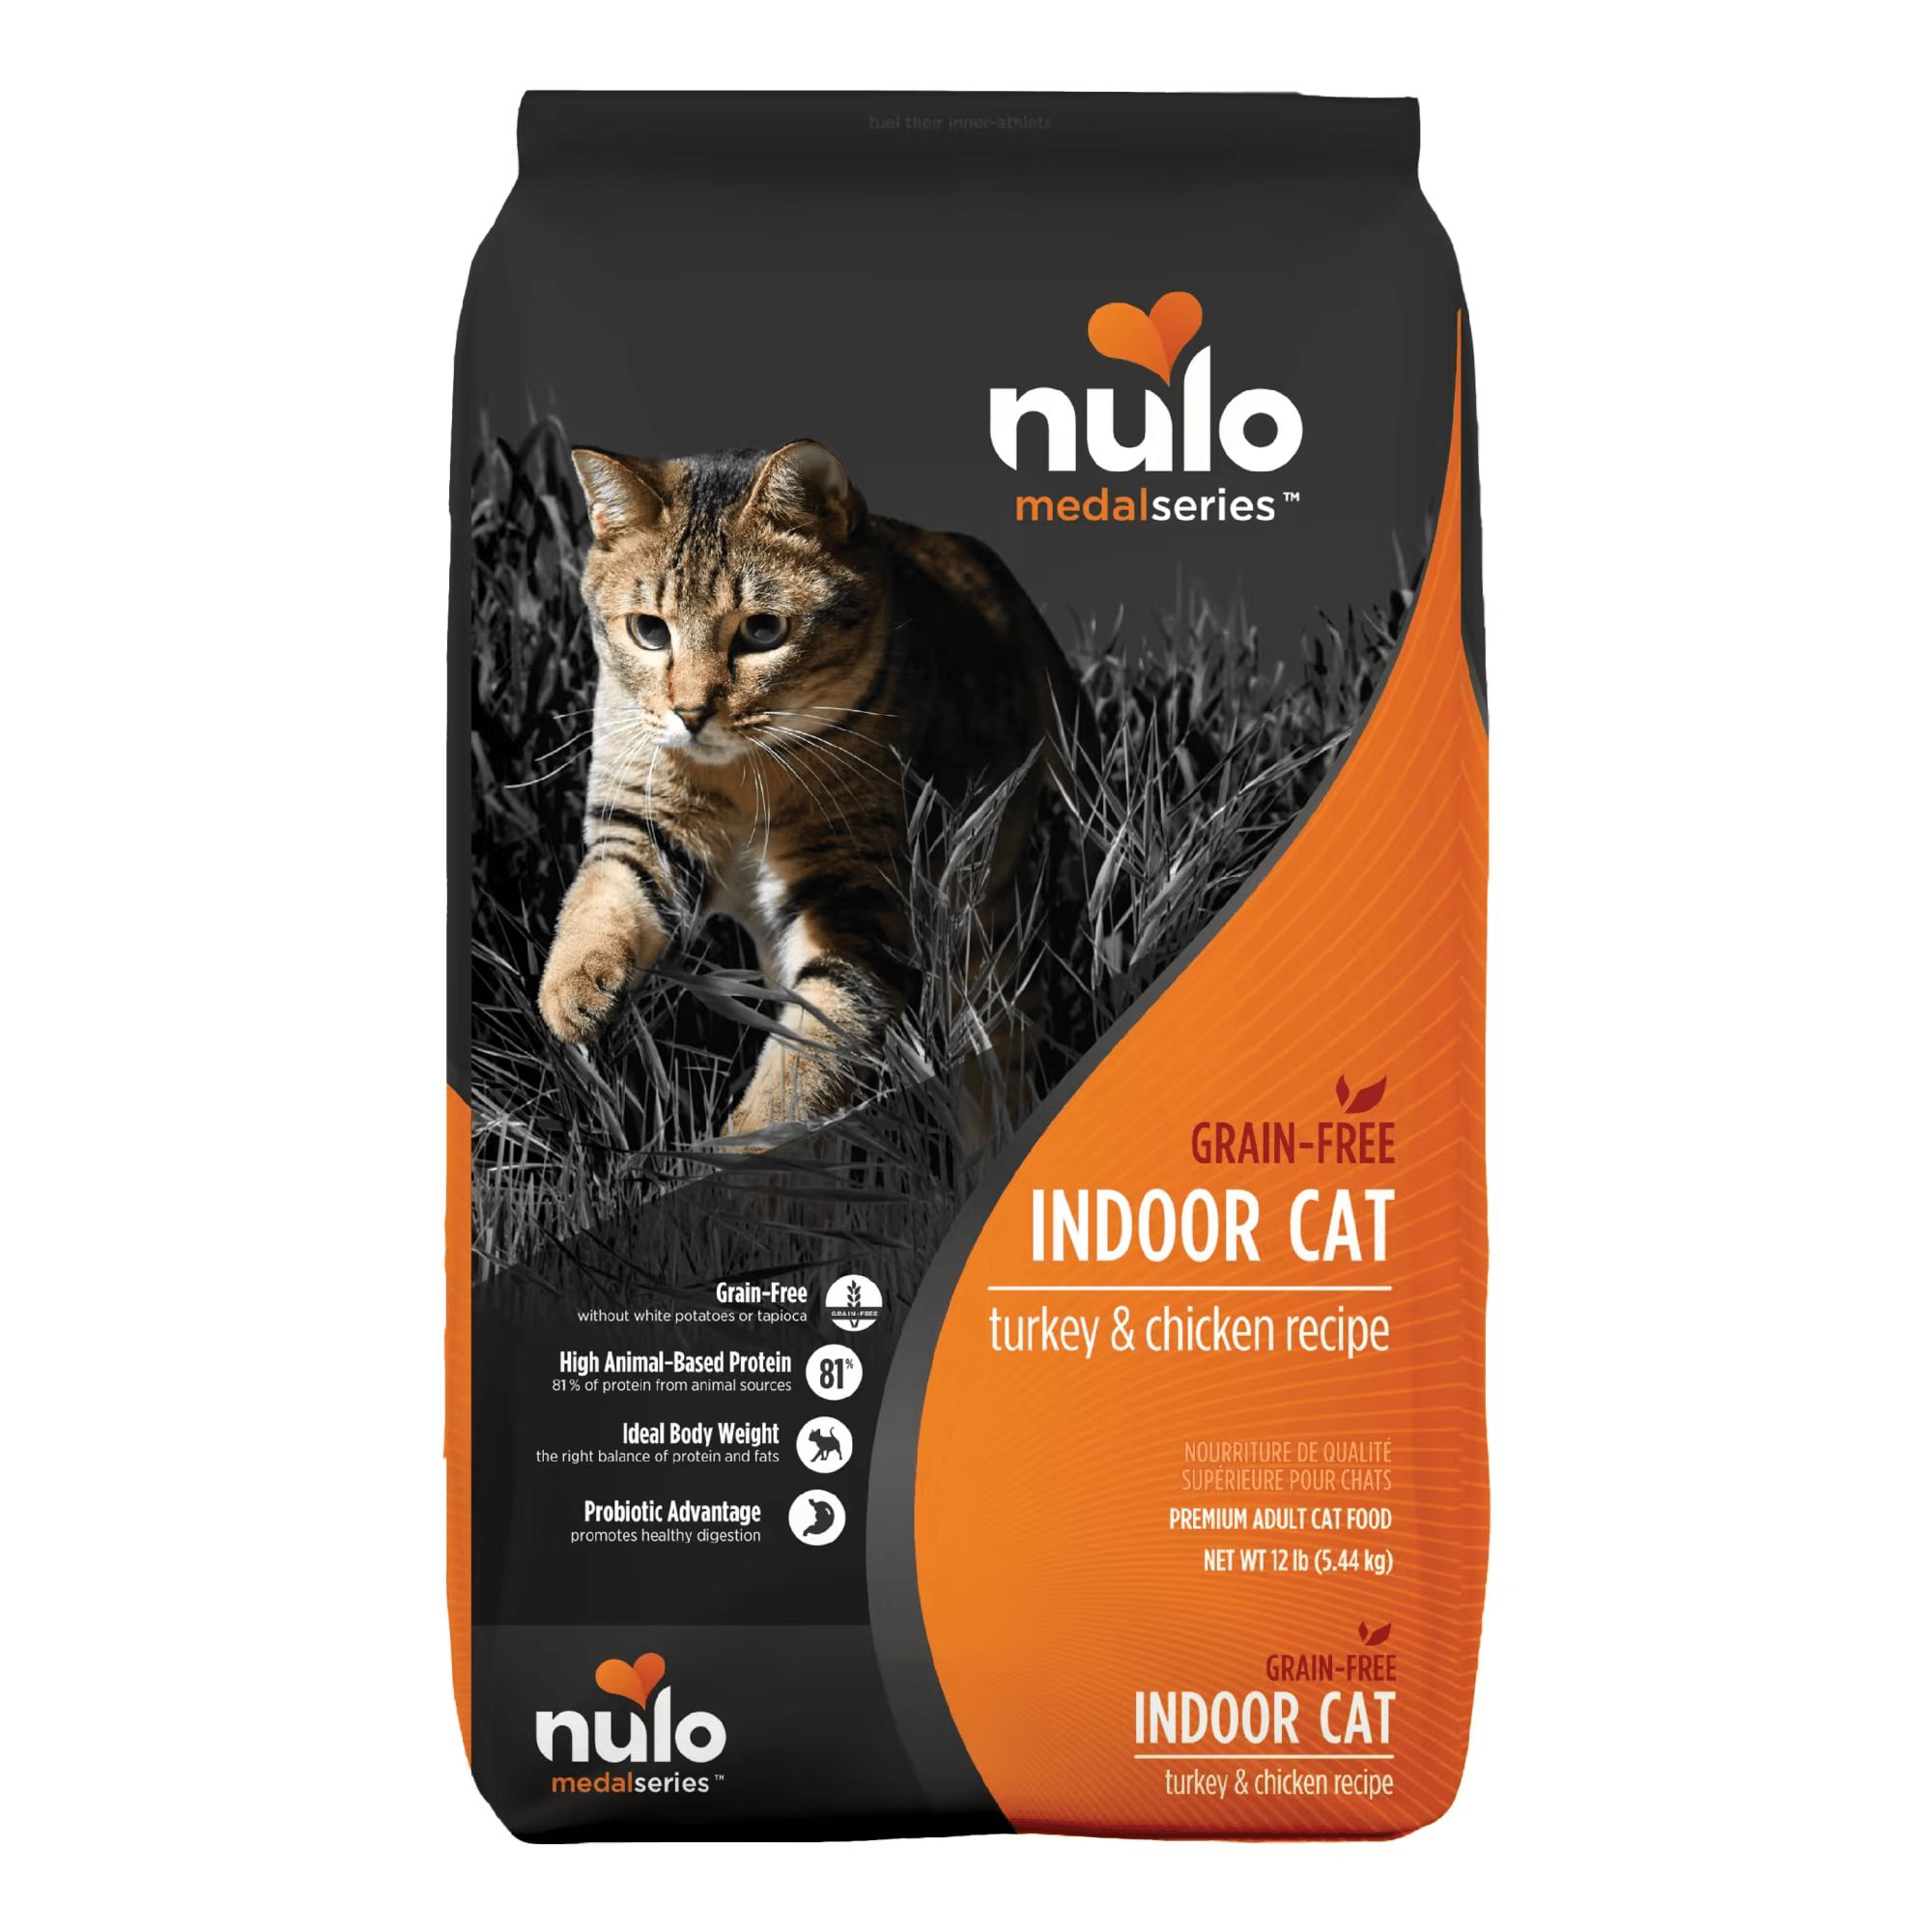 fuel their inner-athlete
nulo
medalseries™
GRAIN-FREE
INDOOR CAT
turkey & chicken recipe
Grain-Free
without white potatoes or tapioca
GRAIN-FREE
High Animal-Based Protein
81% of protein from animal sources
81%
Ideal Body Weight
the right balance of protein and fats
Probiotic Advantage
promotes healthy digestion
NOURRITURE DE QUALITÉ
SUPÉRIEURE POUR CHATS
PREMIUM ADULT CAT FOOD
NET WT 12 lb (5.44 kg)
nulo
medalseries™
GRAIN-FREE
INDOOR CAT
turkey & chicken recipe